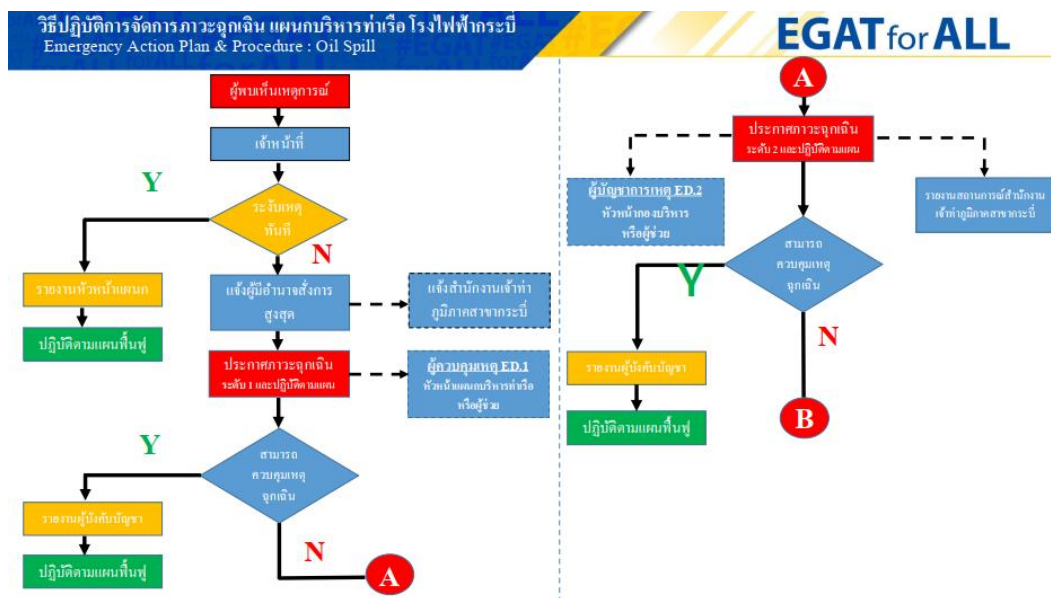 วิธีปฏิบัติการจัดการภาวะฉุกเฉิน แผนกบริหารท่าเรือ โรงไฟฟ้ากระบี่
Emergency Action Plan & Procedure : Oil Spill
EGAT for ALL
ผู้พบเห็นเหตุการณ์
เจ้าหน้าที่
Y
ระงับเหตุ
ทันที
N
รายงานหัวหน้าแผนก
ปฏิบัติตามแผนฟื้นฟู
แจ้งผู้มีอำนาจสั่งการ
สูงสุด
แจ้งสำนักงานเจ้าท่า
ภูมิภาคสาขากระบี่
ประกาศภาวะฉุกเฉิน
ระดับ 1 และปฏิบัติตามแผน
ผู้ควบคุมเหตุ ED.1
หัวหน้าแผนกบริหารท่าเรือ
หรือผู้ช่วย
Y
สามารถ
ควบคุมเหตุ
ฉุกเฉิน
รายงานผู้บังคับบัญชา
ปฏิบัติตามแผนฟื้นฟู
N
A
A
ประกาศภาวะฉุกเฉิน
ระดับ 2 และปฏิบัติตามแผน
ผู้บัญชาการเหตุ ED.2
หัวหน้ากองบริหาร
หรือผู้ช่วย
รายงานสถานการณ์สำนักงาน
เจ้าท่าภูมิภาคสาขากระบี่
สามารถ
ควบคุมเหตุ
ฉุกเฉิน
Y
N
รายงานผู้บังคับบัญชา
ปฏิบัติตามแผนฟื้นฟู
B